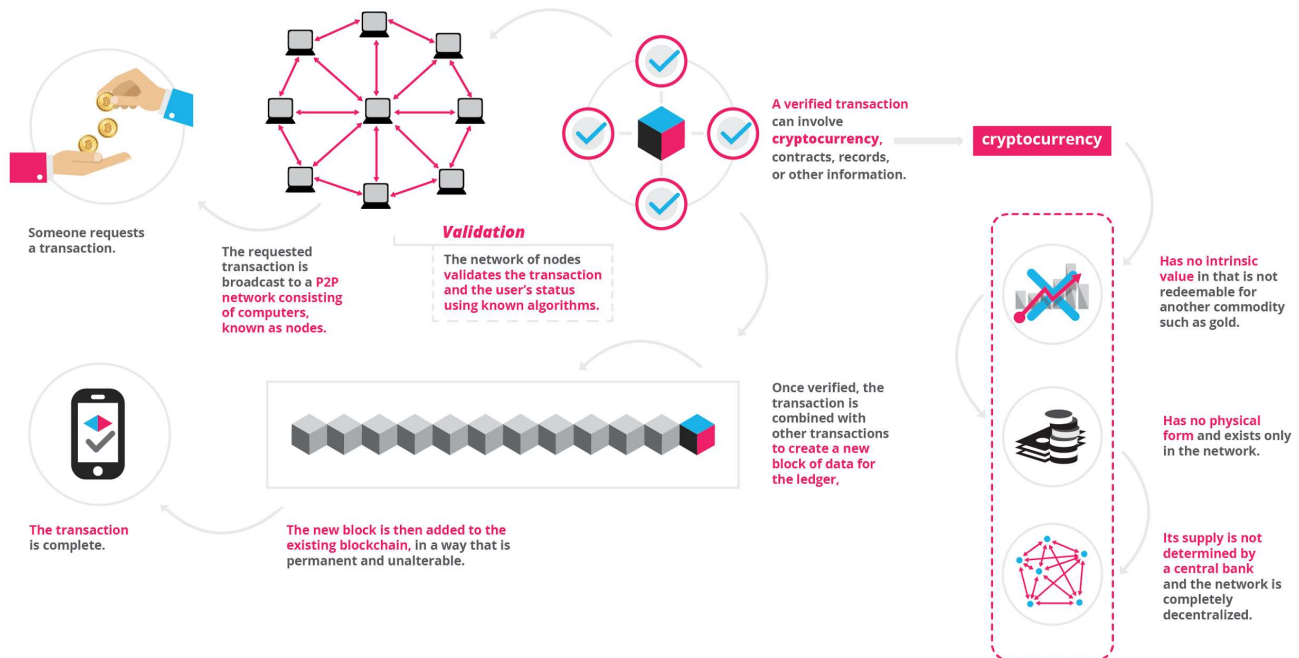 Someone requests
a transaction.
The requested
transaction is
broadcast to a P2P
network consisting
of computers,
known as nodes.
Validation
The network of nodes
validates the transaction
and the user's status
using known algorithms.
A verified transaction
can involve
cryptocurrency,
contracts, records,
or other information.
cryptocurrency
Has no intrinsic
value in that is not
redeemable for
another commodity
such as gold.
Has no physical
form and exists only
in the network.
Its supply is not
determined by
a central bank
and the network is
completely
decentralized.
Once verified, the
transaction is
combined with
other transactions
to create a new
block of data for
the ledger,
The new block is then added to the
existing blockchain, in a way that is
permanent and unalterable.
The transaction
is complete.